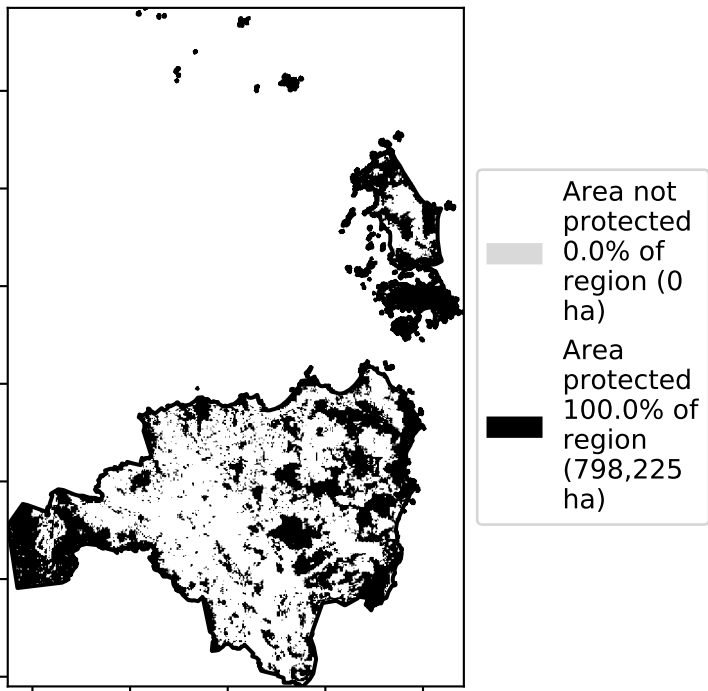 Area not
protected
0.0% of
region (0
ha)
Area
protected
100.0% of
region
(798,225
ha)